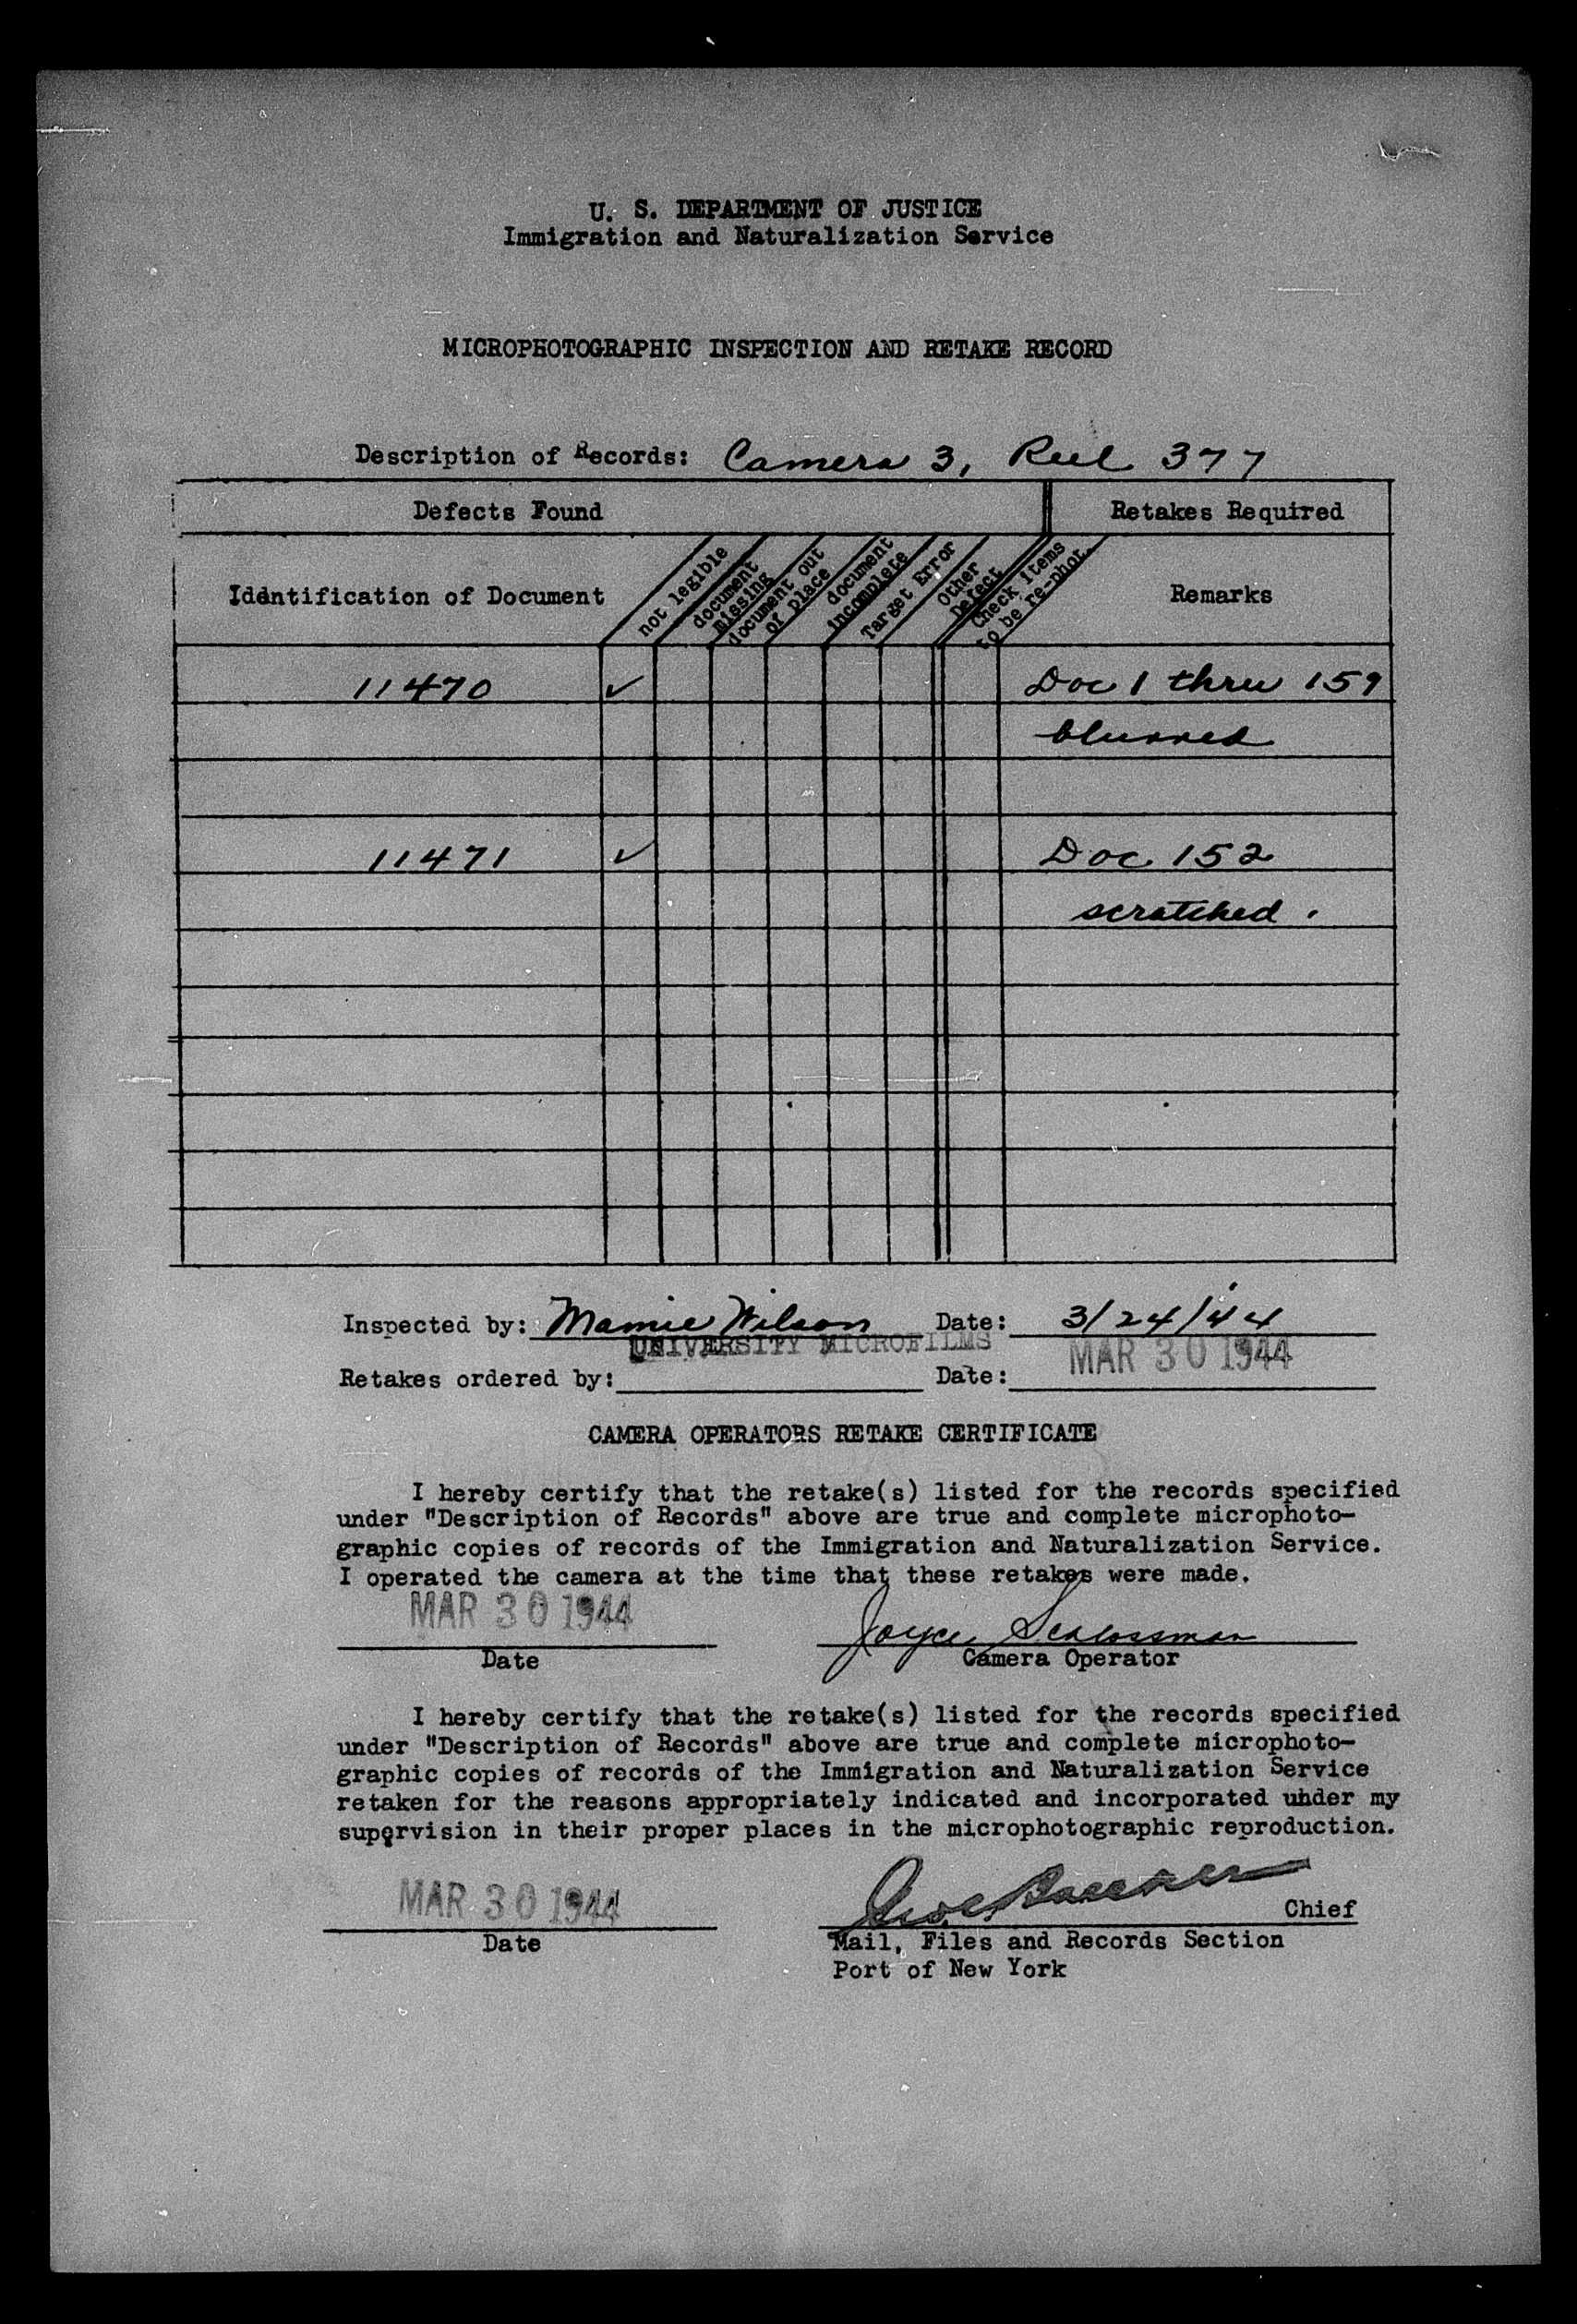 U. S. DEPARTMENT OF JUSTICE
Immigration and Naturalization Service
MICROPHOTOGRAPHIC INSPECTION AND RETAKE RECORD
Description of Records: Camera 3, Reel 377
Defects Found
Retakes Required
Identification of Document
not legible
document missing
document out of place
document incomplete
Target Error
Other Defect
Check Items to be re-phot.
Remarks
11470 ✓ Doc 1 thru 159
blurred
11471 ✓ Doc 152
scratched.
Inspected by: Mamie Wilson Date: 3/24/44
UNIVERSITY MICROFILMS MAR 30 1944
Retakes ordered by: Date:
CAMERA OPERATORS RETAKE CERTIFICATE
I hereby certify that the retake(s) listed for the records specified
under "Description of Records" above are true and complete microphoto-
graphic copies of records of the Immigration and Naturalization Service.
I operated the camera at the time that these retakes were made.
MAR 30 1944 Joyce Schlossman
Date Camera Operator
I hereby certify that the retake(s) listed for the records specified
under "Description of Records" above are true and complete microphoto-
graphic copies of records of the Immigration and Naturalization Service
retaken for the reasons appropriately indicated and incorporated under my
supervision in their proper places in the microphotographic reproduction.
MAR 30 1944 Chief
Date Mail, Files and Records Section
Port of New York